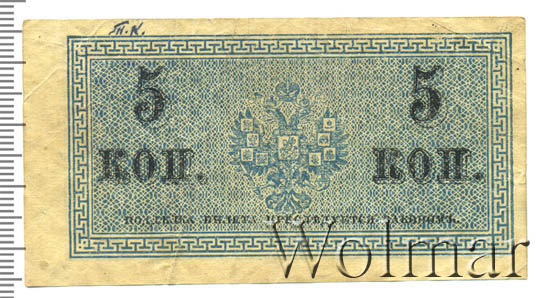 Т.К.
5 5
КОП. КОП.
ПОДДѢЛКА БИЛЕТА ПРЕСЛѢДУЕТСЯ ЗАКОНОМЪ.
Wolmar